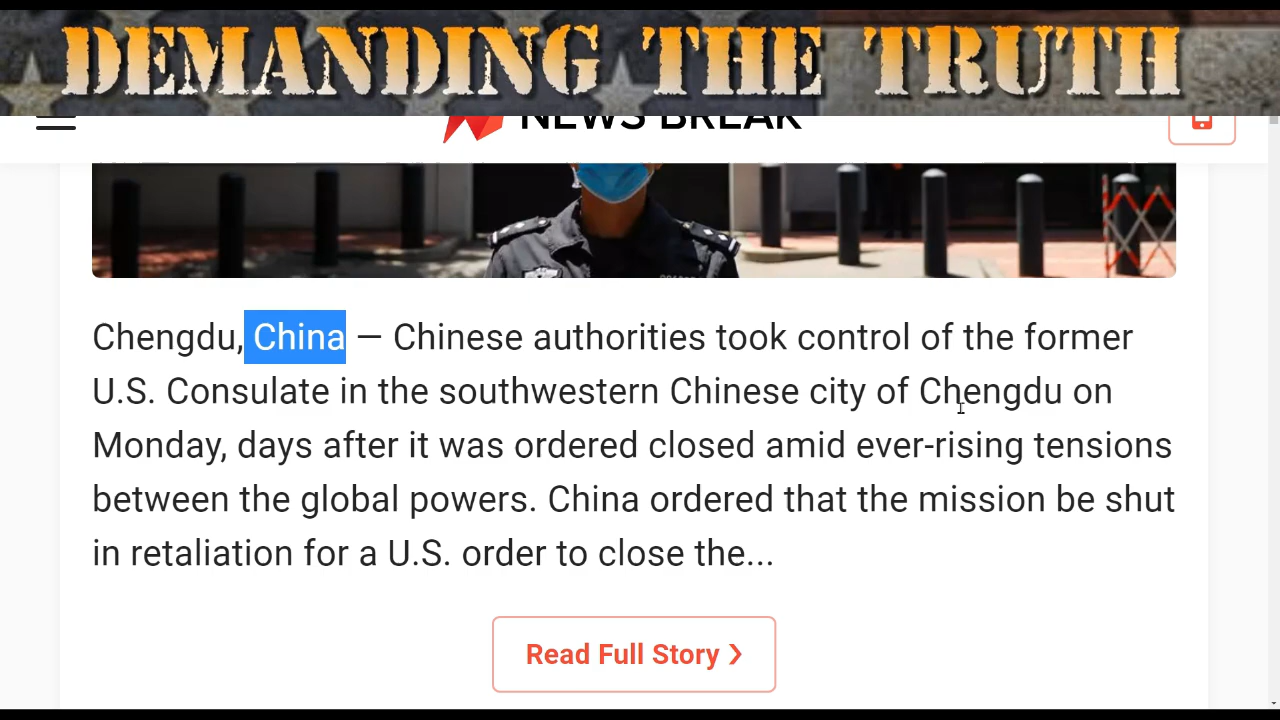 DEMANDING THE TRUTH
NEWS BREAK
Chengdu, China — Chinese authorities took control of the former
U.S. Consulate in the southwestern Chinese city of Chengdu on
Monday, days after it was ordered closed amid ever-rising tensions
between the global powers. China ordered that the mission be shut
in retaliation for a U.S. order to close the...
Read Full Story ❯